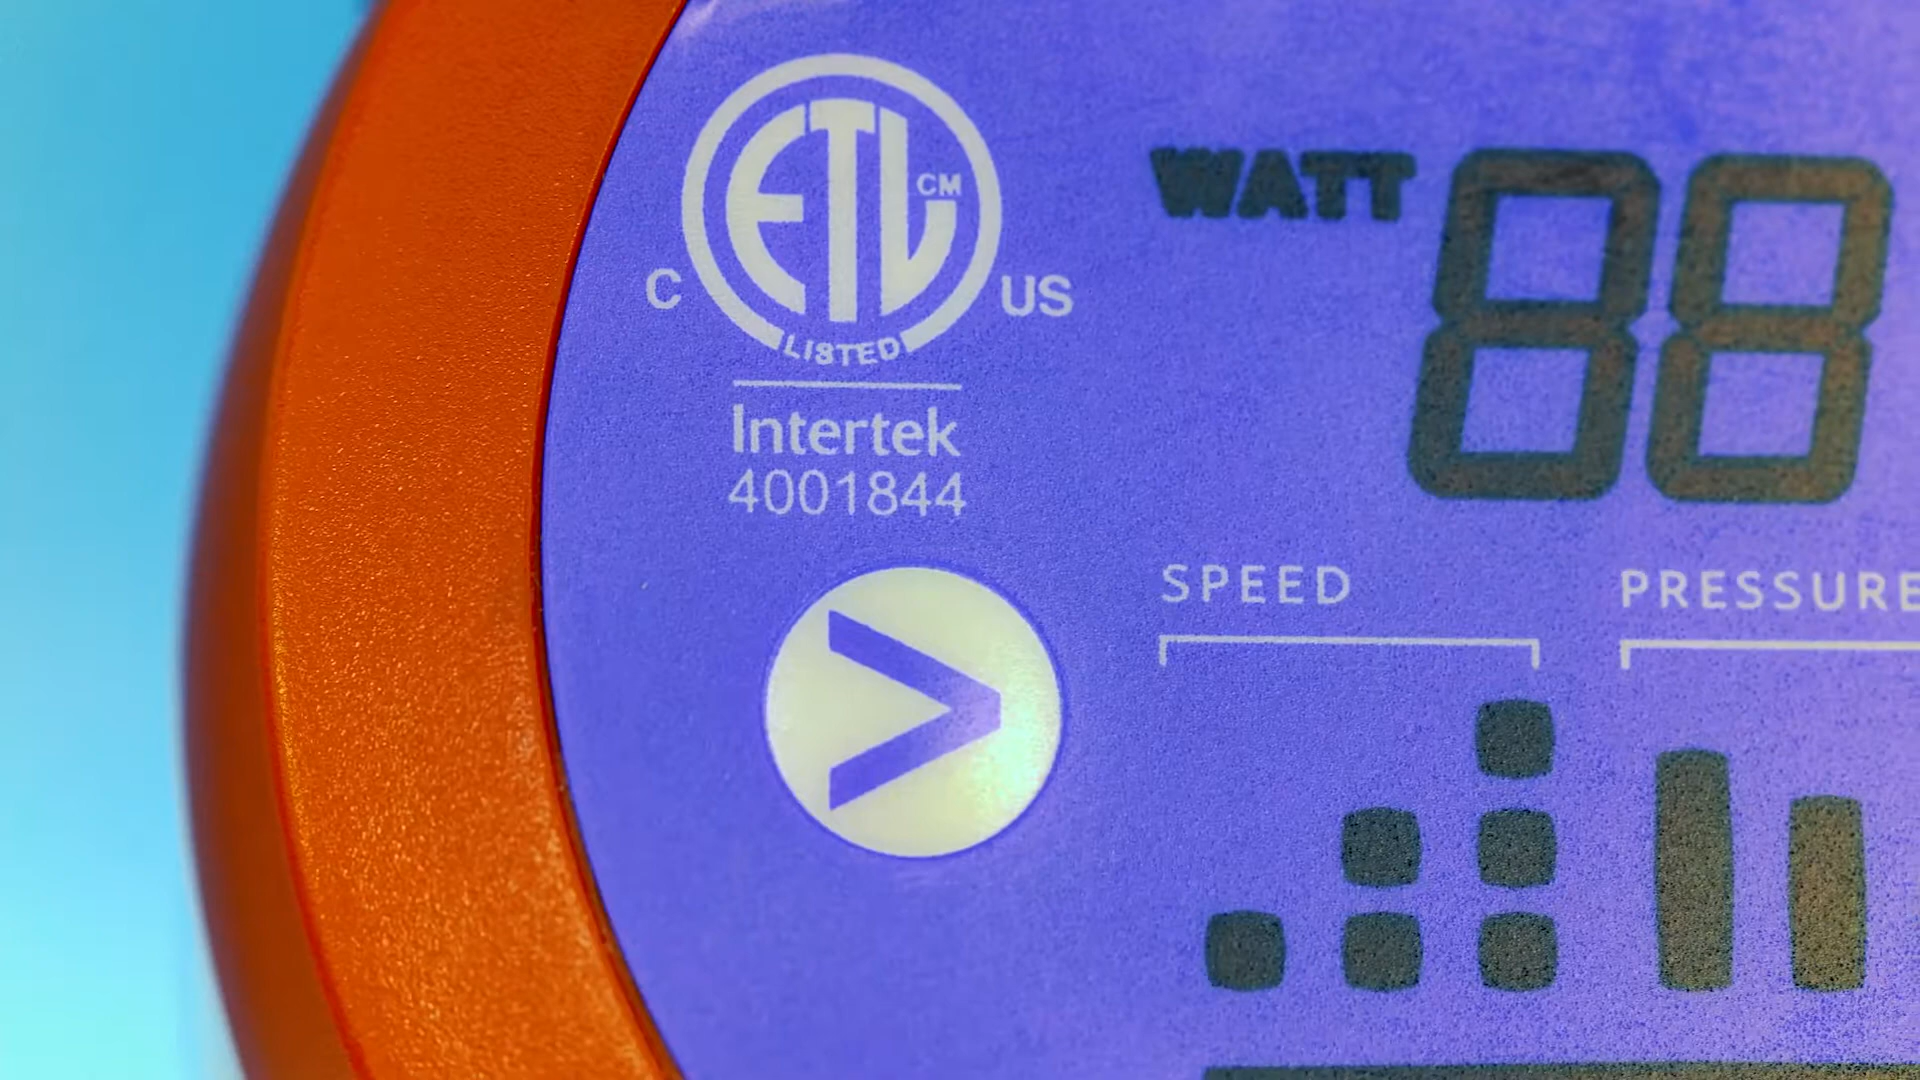 ETL CM
C US
LISTED
Intertek
4001844
WATT 88
SPEED
PRESSURE